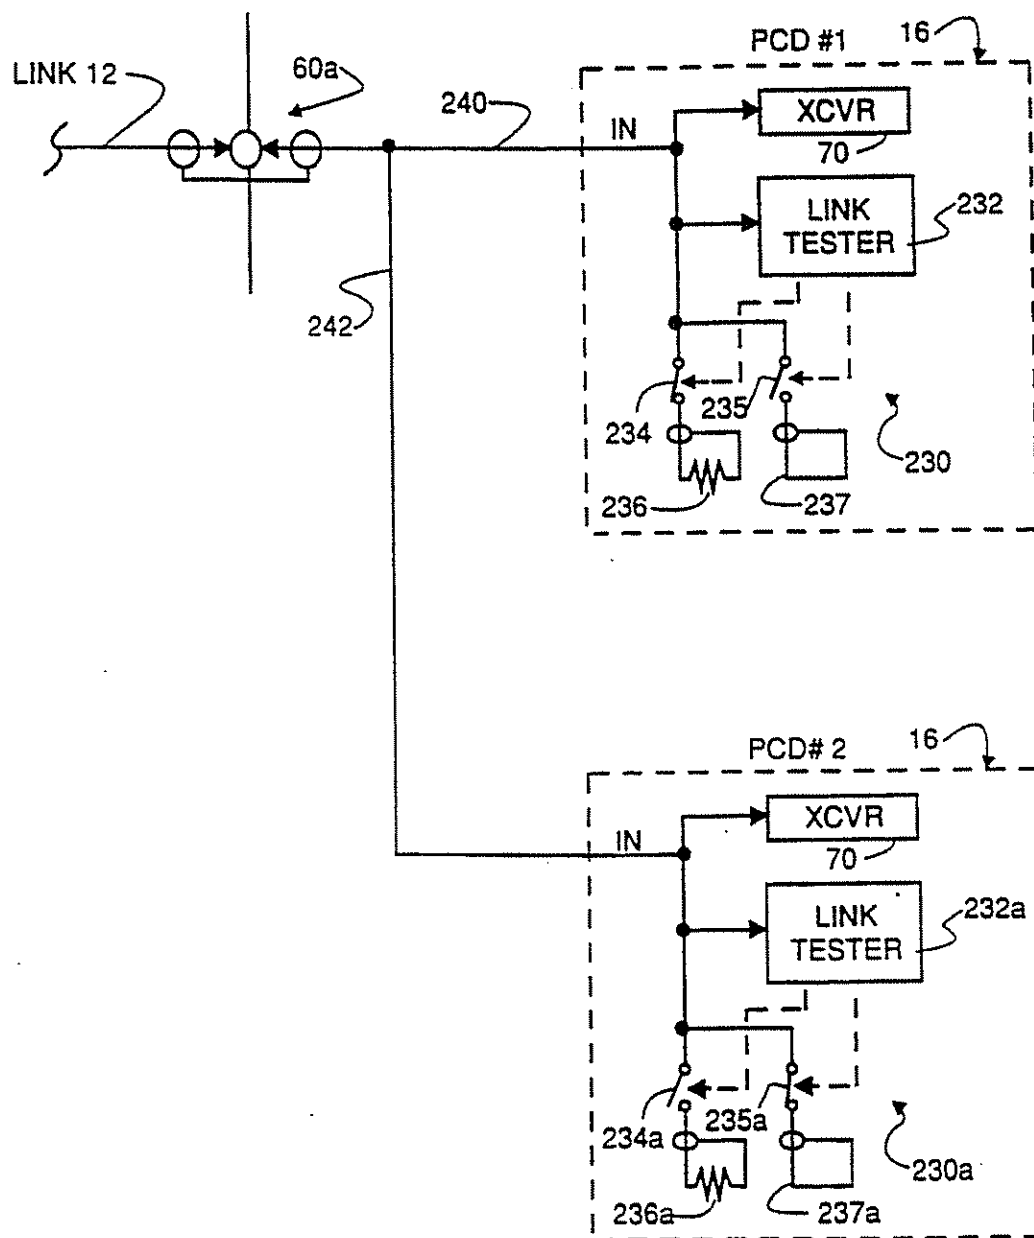 PCD #1
16
LINK 12
60a
240
IN
XCVR
70
LINK
TESTER
232
242
234
235
230
236
237
PCD# 2
16
IN
XCVR
70
LINK
TESTER
232a
234a
235a
230a
236a
237a